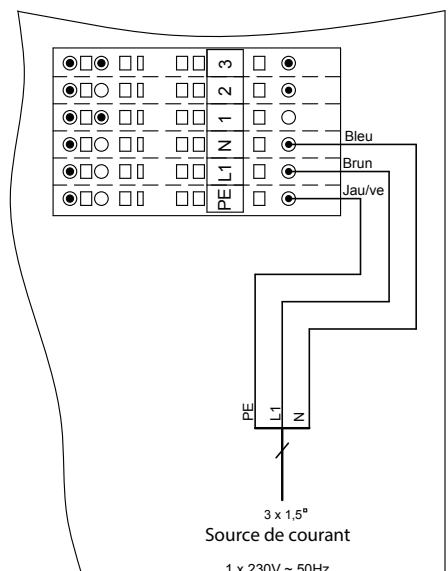 3
2
1
N
L1
PE
Bleu
Brun
Jau/ve
PE
L1
N
3 x 1,5¤
Source de courant
1 x 230V ~ 50Hz